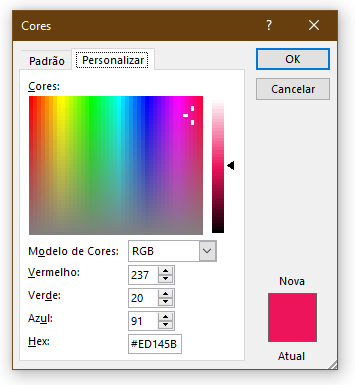 Cores ?
Padrão Personalizar
OK
Cancelar
Cores:
Modelo de Cores: RGB
Vermelho: 237
Verde: 20
Azul: 91
Hex: #ED145B
Nova
Atual